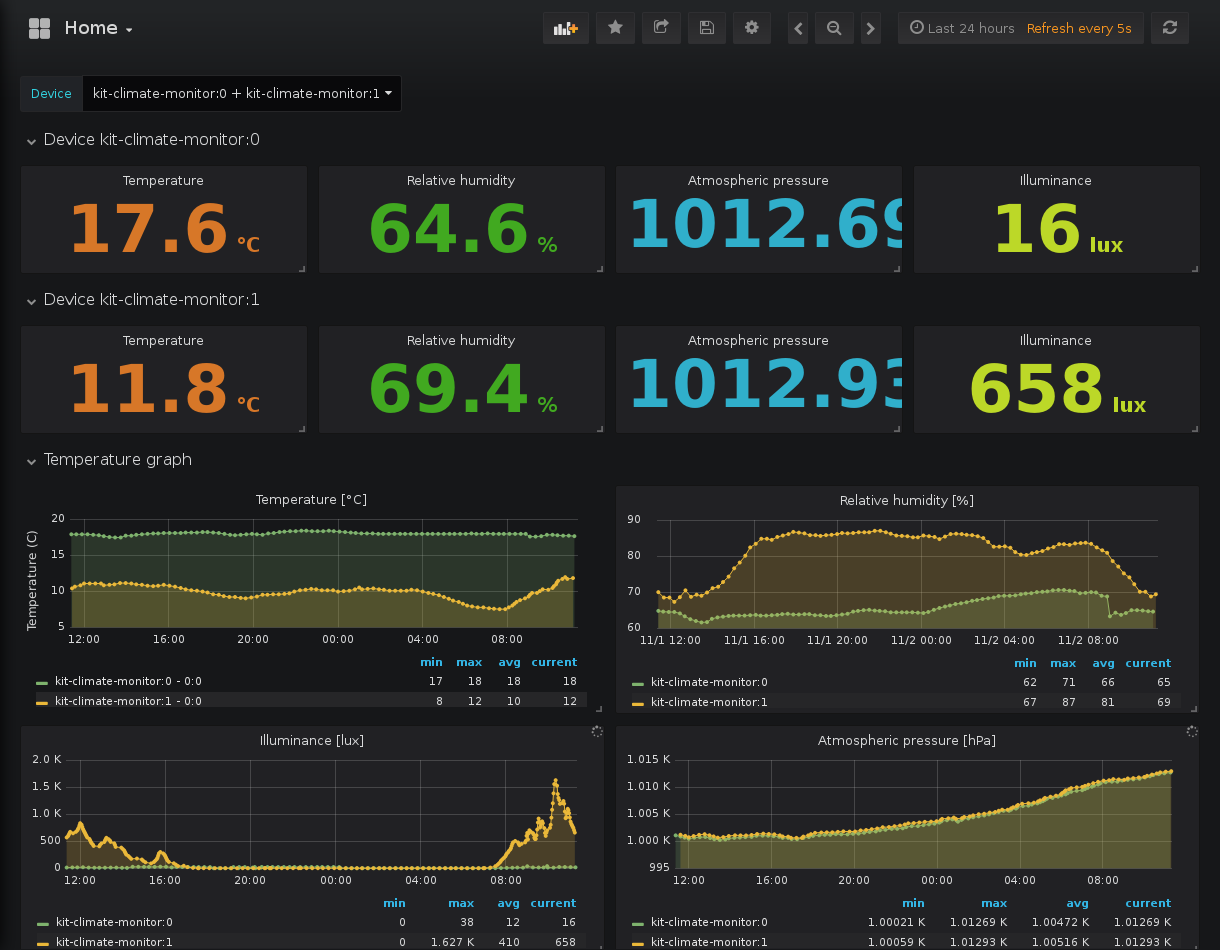 Home
Last 24 hours Refresh every 5s
Device kit-climate-monitor:0 + kit-climate-monitor:1
Device kit-climate-monitor:0
Temperature Relative humidity Atmospheric pressure Illuminance
17.6 °C 64.6 % 1012.69 16 lux
Device kit-climate-monitor:1
Temperature Relative humidity Atmospheric pressure Illuminance
11.8 °C 69.4 % 1012.93 658 lux
Temperature graph
Temperature [°C]
Temperature (C)
20
15
10
5
12:00 16:00 20:00 00:00 04:00 08:00
min max avg current
kit-climate-monitor:0 - 0:0 17 18 18 18
kit-climate-monitor:1 - 0:0 8 12 10 12
Relative humidity [%]
90
80
70
60
11/1 12:00 11/1 16:00 11/1 20:00 11/2 00:00 11/2 04:00 11/2 08:00
min max avg current
kit-climate-monitor:0 62 71 66 65
kit-climate-monitor:1 67 87 81 69
Illuminance [lux]
2.0 K
1.5 K
1.0 K
500
0
12:00 16:00 20:00 00:00 04:00 08:00
min max avg current
kit-climate-monitor:0 0 38 12 16
kit-climate-monitor:1 0 1.627 K 410 658
Atmospheric pressure [hPa]
1.015 K
1.010 K
1.005 K
1.000 K
995
12:00 16:00 20:00 00:00 04:00 08:00
min max avg current
kit-climate-monitor:0 1.00021 K 1.01269 K 1.00472 K 1.01269 K
kit-climate-monitor:1 1.00059 K 1.01293 K 1.00516 K 1.01293 K